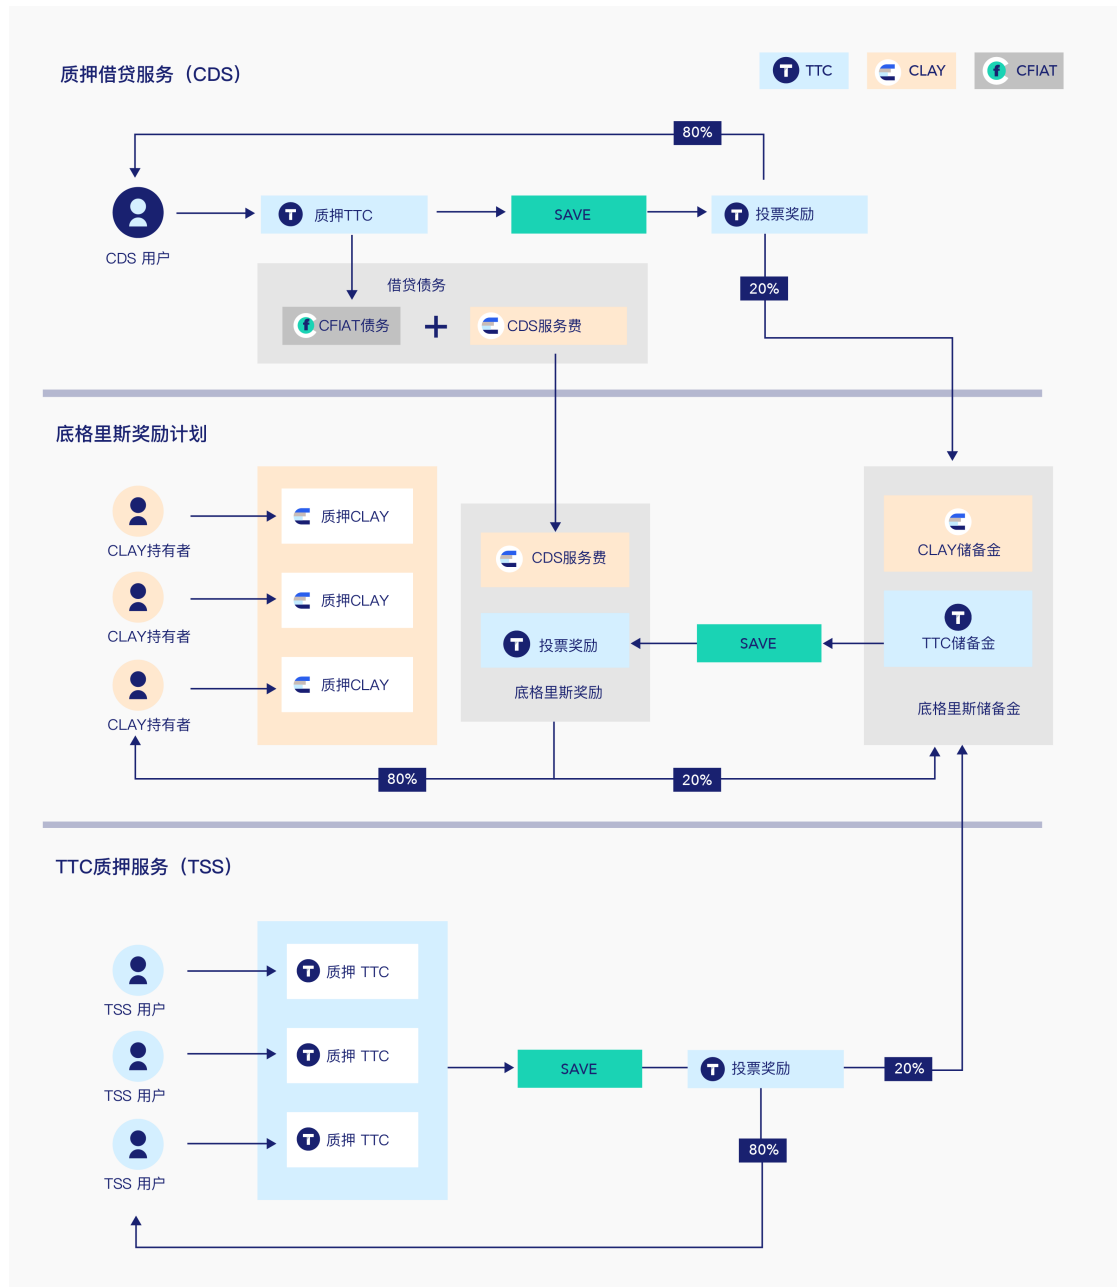 质押借贷服务（CDS）
TTC
CLAY
CFIAT
80%
质押TTC
SAVE
投票奖励
CDS 用户
20%
借贷债务
CFIAT债务
+
CDS服务费
底格里斯奖励计划
CLAY持有者
质押CLAY
CLAY持有者
质押CLAY
CLAY持有者
质押CLAY
CDS服务费
投票奖励
底格里斯奖励
SAVE
CLAY储备金
TTC储备金
底格里斯储备金
80%
20%
TTC质押服务（TSS）
TSS 用户
质押 TTC
TSS 用户
质押 TTC
TSS 用户
质押 TTC
SAVE
投票奖励
20%
80%